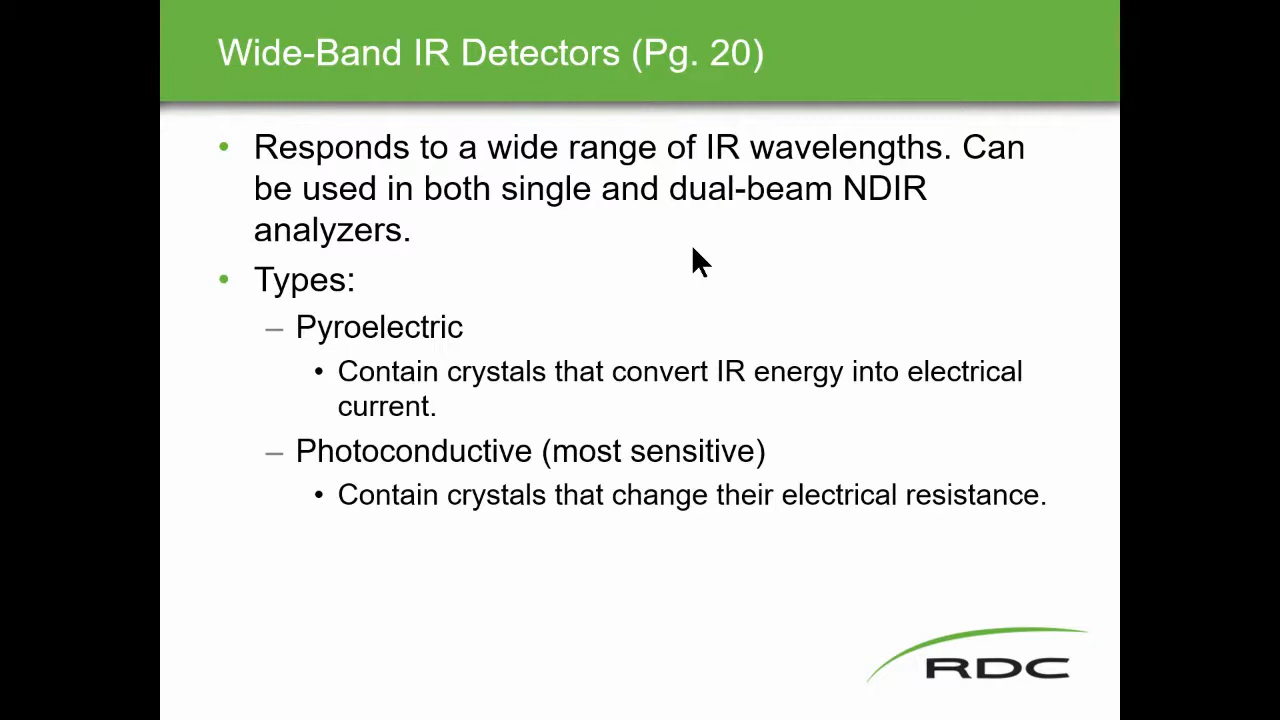 Wide-Band IR Detectors (Pg. 20)
• Responds to a wide range of IR wavelengths. Can
be used in both single and dual-beam NDIR
analyzers.
• Types:
– Pyroelectric
• Contain crystals that convert IR energy into electrical
current.
– Photoconductive (most sensitive)
• Contain crystals that change their electrical resistance.
RDC